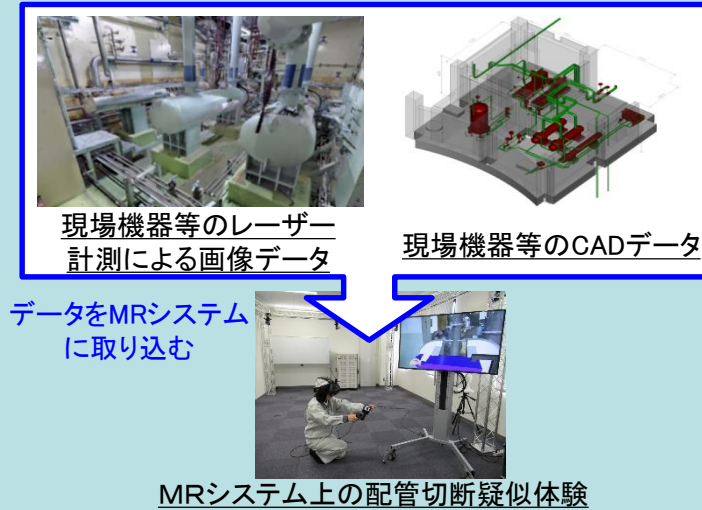 現場機器等のレーザー
計測による画像データ
現場機器等のCADデータ
データをMRシステム
に取り込む
ＭＲシステム上の配管切断疑似体験